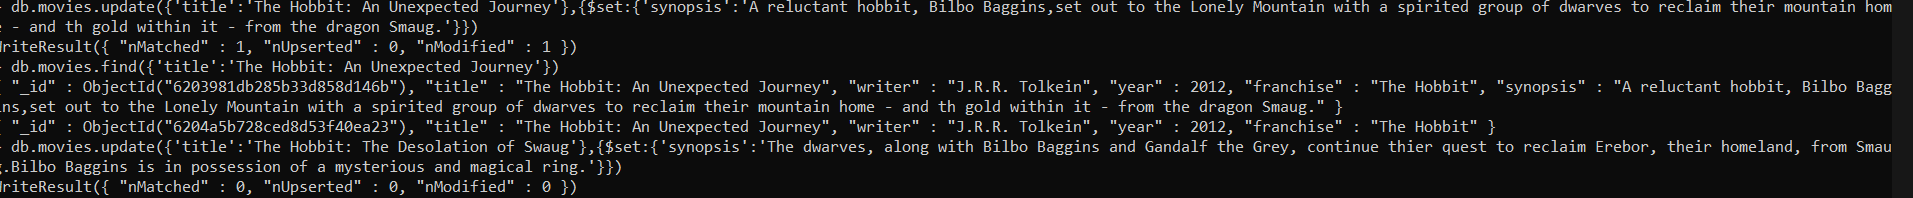 db.movies.update({'title':'The Hobbit: An Unexpected Journey'},{$set:{'synopsis':'A reluctant hobbit, Bilbo Baggins,set out to the Lonely Mountain with a spirited group of dwarves to reclaim their mountain hom
e - and th gold within it - from the dragon Smaug.'}})
WriteResult({ "nMatched" : 1, "nUpserted" : 0, "nModified" : 1 })
db.movies.find({'title':'The Hobbit: An Unexpected Journey'})
{ "_id" : ObjectId("6203981db285b33d858d146b"), "title" : "The Hobbit: An Unexpected Journey", "writer" : "J.R.R. Tolkein", "year" : 2012, "franchise" : "The Hobbit", "synopsis" : "A reluctant hobbit, Bilbo Bagg
ins,set out to the Lonely Mountain with a spirited group of dwarves to reclaim their mountain home - and th gold within it - from the dragon Smaug." }
{ "_id" : ObjectId("6204a5b728ced8d53f40ea23"), "title" : "The Hobbit: An Unexpected Journey", "writer" : "J.R.R. Tolkein", "year" : 2012, "franchise" : "The Hobbit" }
db.movies.update({'title':'The Hobbit: The Desolation of Swaug'},{$set:{'synopsis':'The dwarves, along with Bilbo Baggins and Gandalf the Grey, continue thier quest to reclaim Erebor, their homeland, from Smau
g.Bilbo Baggins is in possession of a mysterious and magical ring.'}})
WriteResult({ "nMatched" : 0, "nUpserted" : 0, "nModified" : 0 })